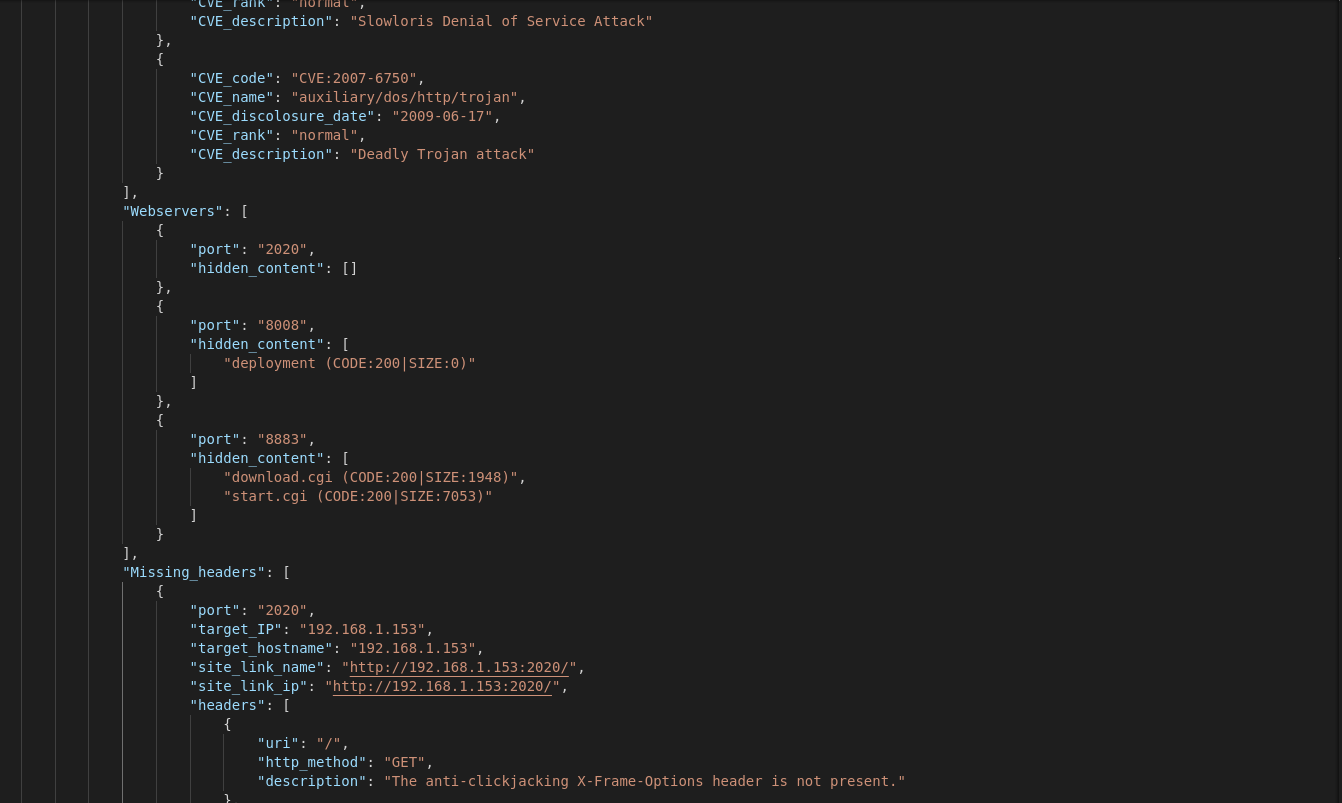 "CVE_rank": "normal",
"CVE_description": "Slowloris Denial of Service Attack"
},
{
"CVE_code": "CVE:2007-6750",
"CVE_name": "auxiliary/dos/http/trojan",
"CVE_discolosure_date": "2009-06-17",
"CVE_rank": "normal",
"CVE_description": "Deadly Trojan attack"
}
],
"Webservers": [
{
"port": "2020",
"hidden_content": []
},
{
"port": "8008",
"hidden_content": [
"deployment (CODE:200|SIZE:0)"
]
},
{
"port": "8883",
"hidden_content": [
"download.cgi (CODE:200|SIZE:1948)",
"start.cgi (CODE:200|SIZE:7053)"
]
}
],
"Missing_headers": [
{
"port": "2020",
"target_IP": "192.168.1.153",
"target_hostname": "192.168.1.153",
"site_link_name": "http://192.168.1.153:2020/",
"site_link_ip": "http://192.168.1.153:2020/",
"headers": [
{
"uri": "/",
"http_method": "GET",
"description": "The anti-clickjacking X-Frame-Options header is not present."
}